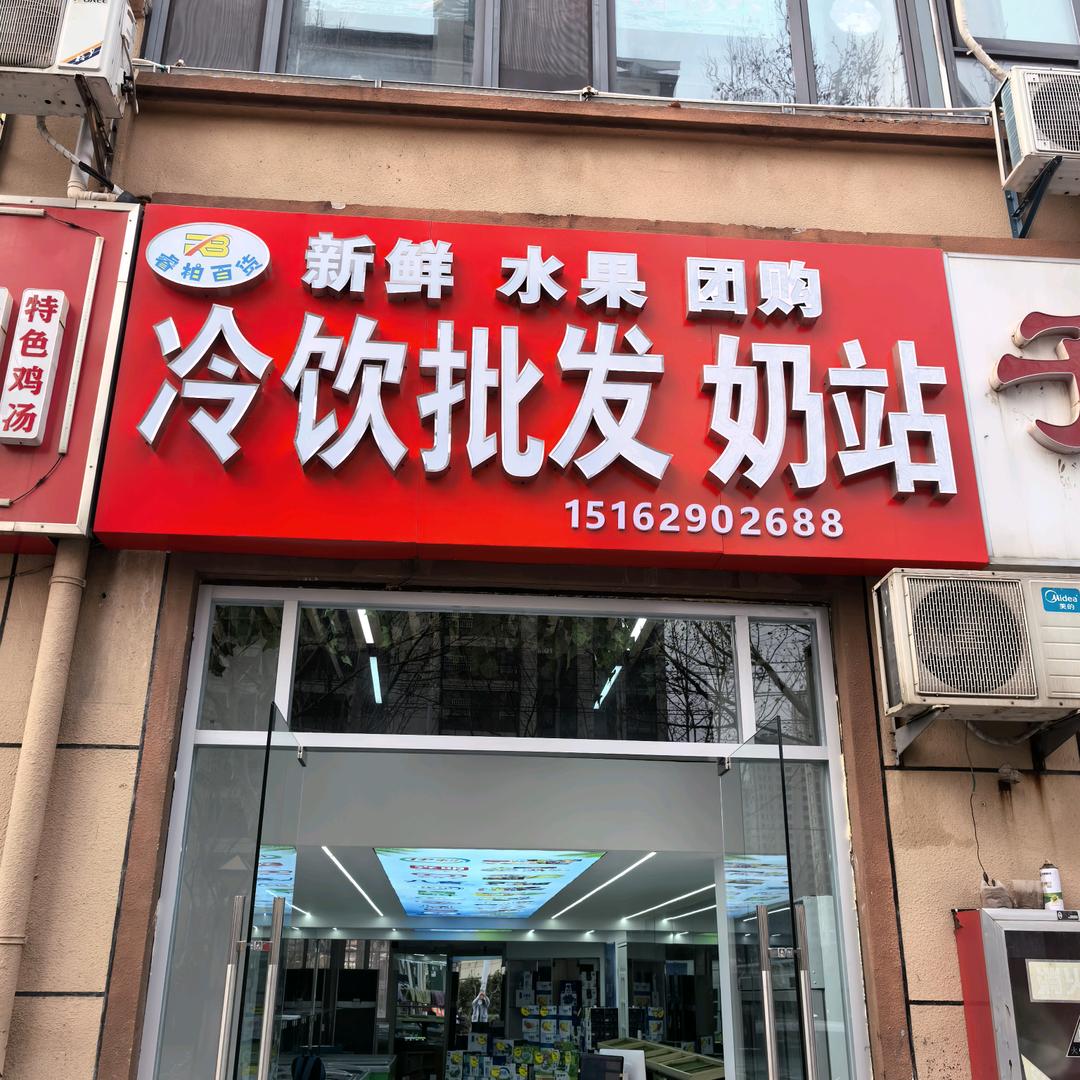 新鲜 水果 团购
睿柏百货
冷饮批发 奶站
15162902688
特色鸡汤
Midea
美的